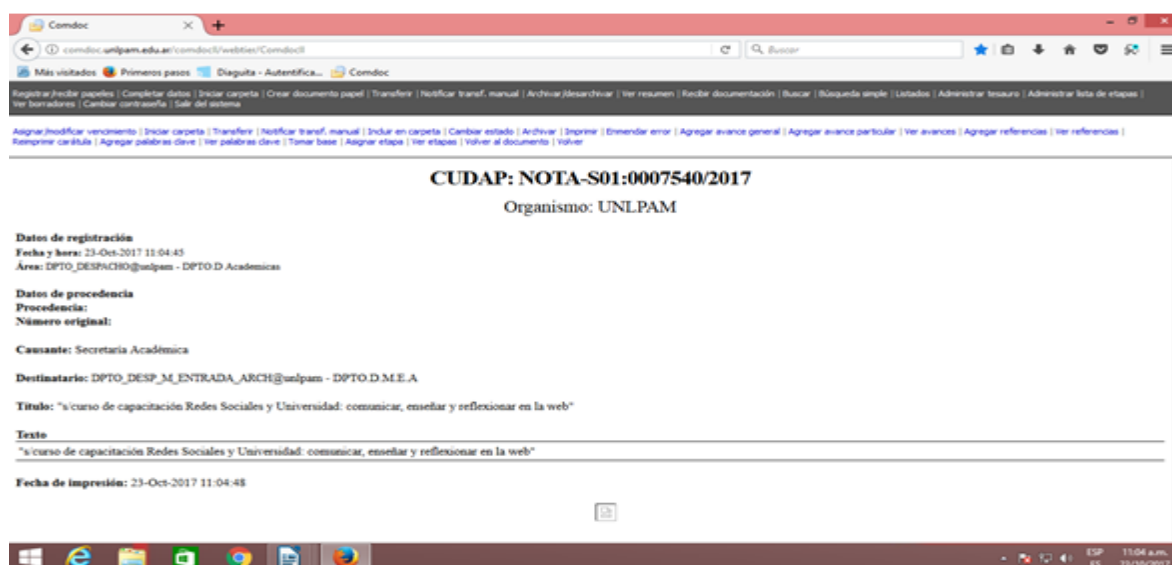 Comdoc
comdoc.unlpam.edu.ar/comdocII/webtier/ComdocII
Buscar
Más visitados Primeros pasos Diaguita - Autentifica... Comdoc
Registrar/recibir papeles | Completar datos | Iniciar carpeta | Crear documento papel | Transferir | Notificar transf. manual | Archivar/desarchivar | Ver resumen | Recibir documentación | Buscar | Búsqueda simple | Listados | Administrar tesauro | Administrar lista de etapas |
Ver borradores | Cambiar contraseña | Salir del sistema
Asignar/modificar vencimiento | Iniciar carpeta | Transferir | Notificar transf. manual | Incluir en carpeta | Cambiar estado | Archivar | Imprimir | Enmendar error | Agregar avance general | Agregar avance particular | Ver avances | Agregar referencias | Ver referencias |
Reimprimir carátula | Agregar palabras clave | Ver palabras clave | Tomar base | Asignar etapa | Ver etapas | Volver al documento | Volver
CUDAP: NOTA-S01:0007540/2017
Organismo: UNLPAM
Datos de registración
Fecha y hora: 23-Oct-2017 11:04:45
Área: DPTO_DESPACHO@unlpam - DPTO.D Academicas
Datos de procedencia
Procedencia:
Número original:
Causante: Secretaria Académica
Destinatario: DPTO_DESP_M_ENTRADA_ARCH@unlpam - DPTO.D.M.E.A
Título: "s/curso de capacitación Redes Sociales y Universidad: comunicar, enseñar y reflexionar en la web"
Texto
"s/curso de capacitación Redes Sociales y Universidad: comunicar, enseñar y reflexionar en la web"
Fecha de impresión: 23-Oct-2017 11:04:48
ESP 11:04 a.m.
ES 23/10/2017